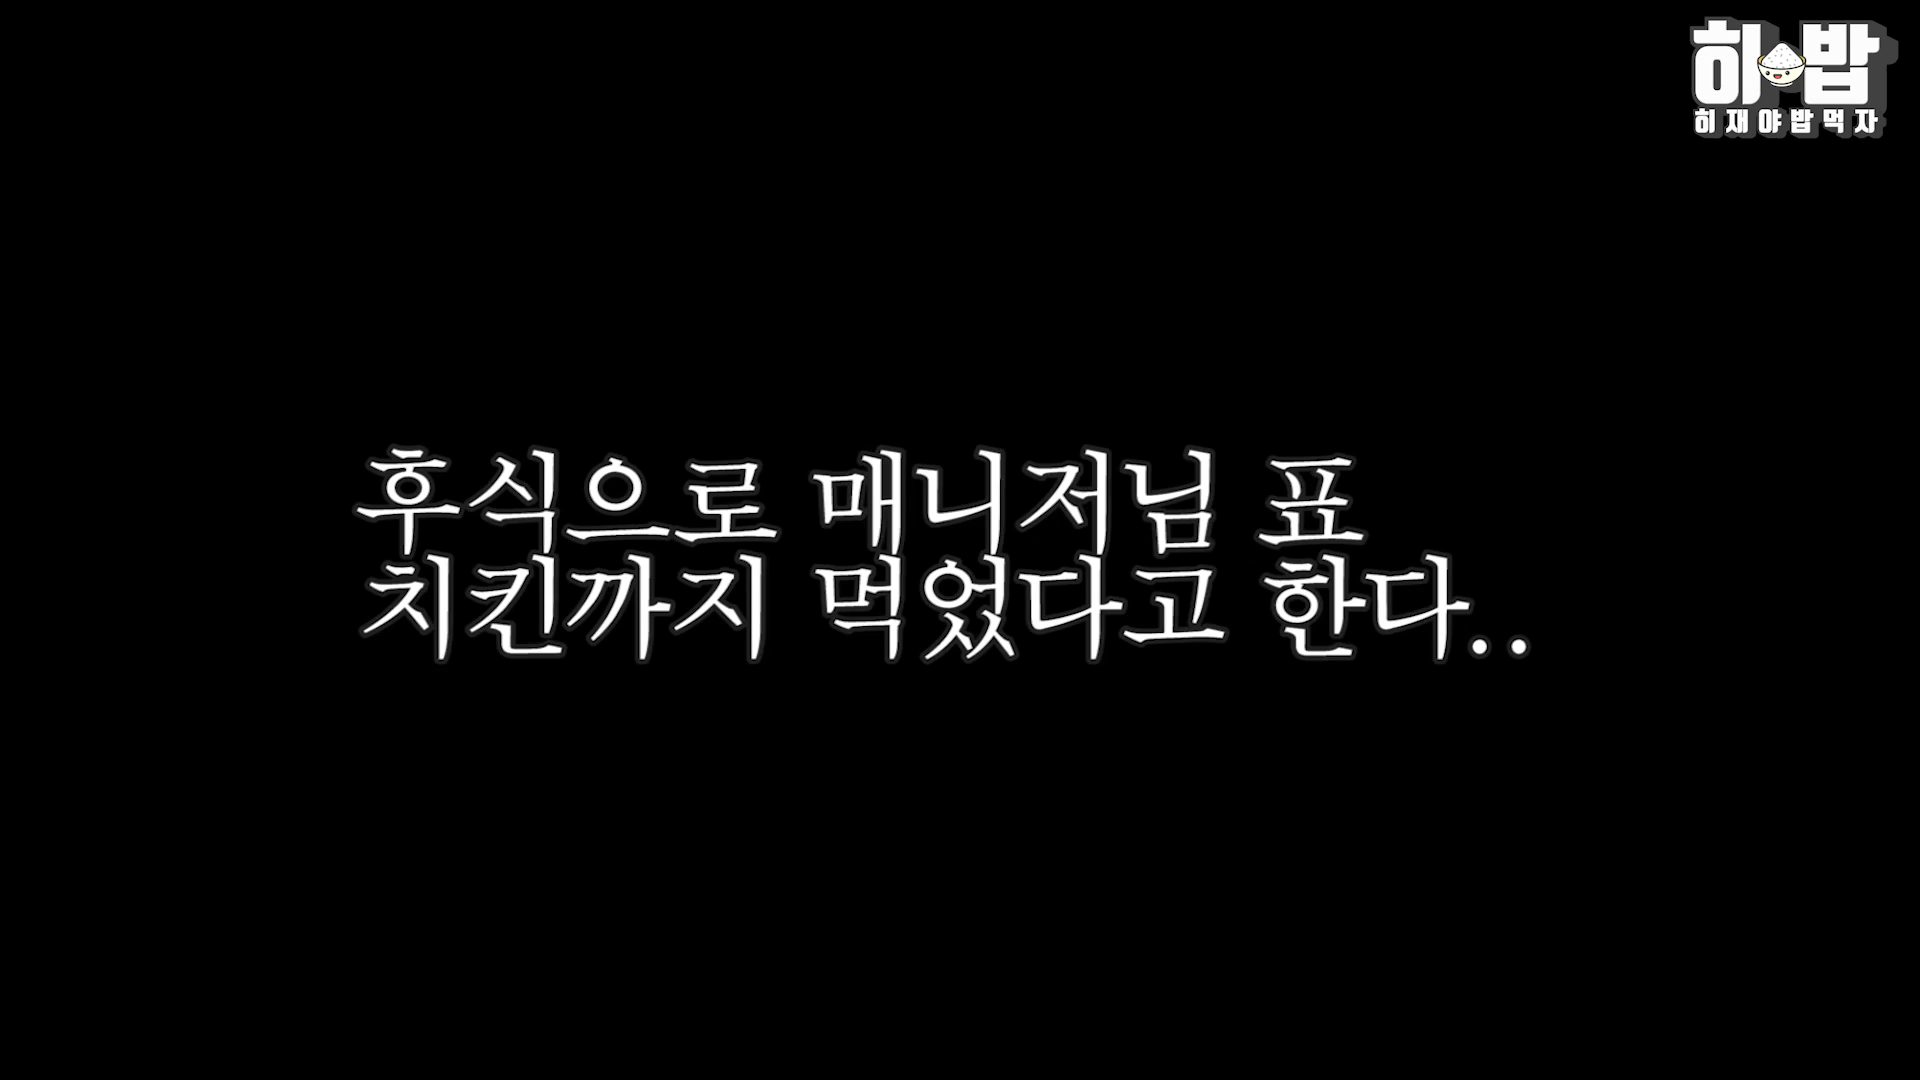 히밥
히재야밥먹자
후식으로 매니저님 표
치킨까지 먹었다고 한다..